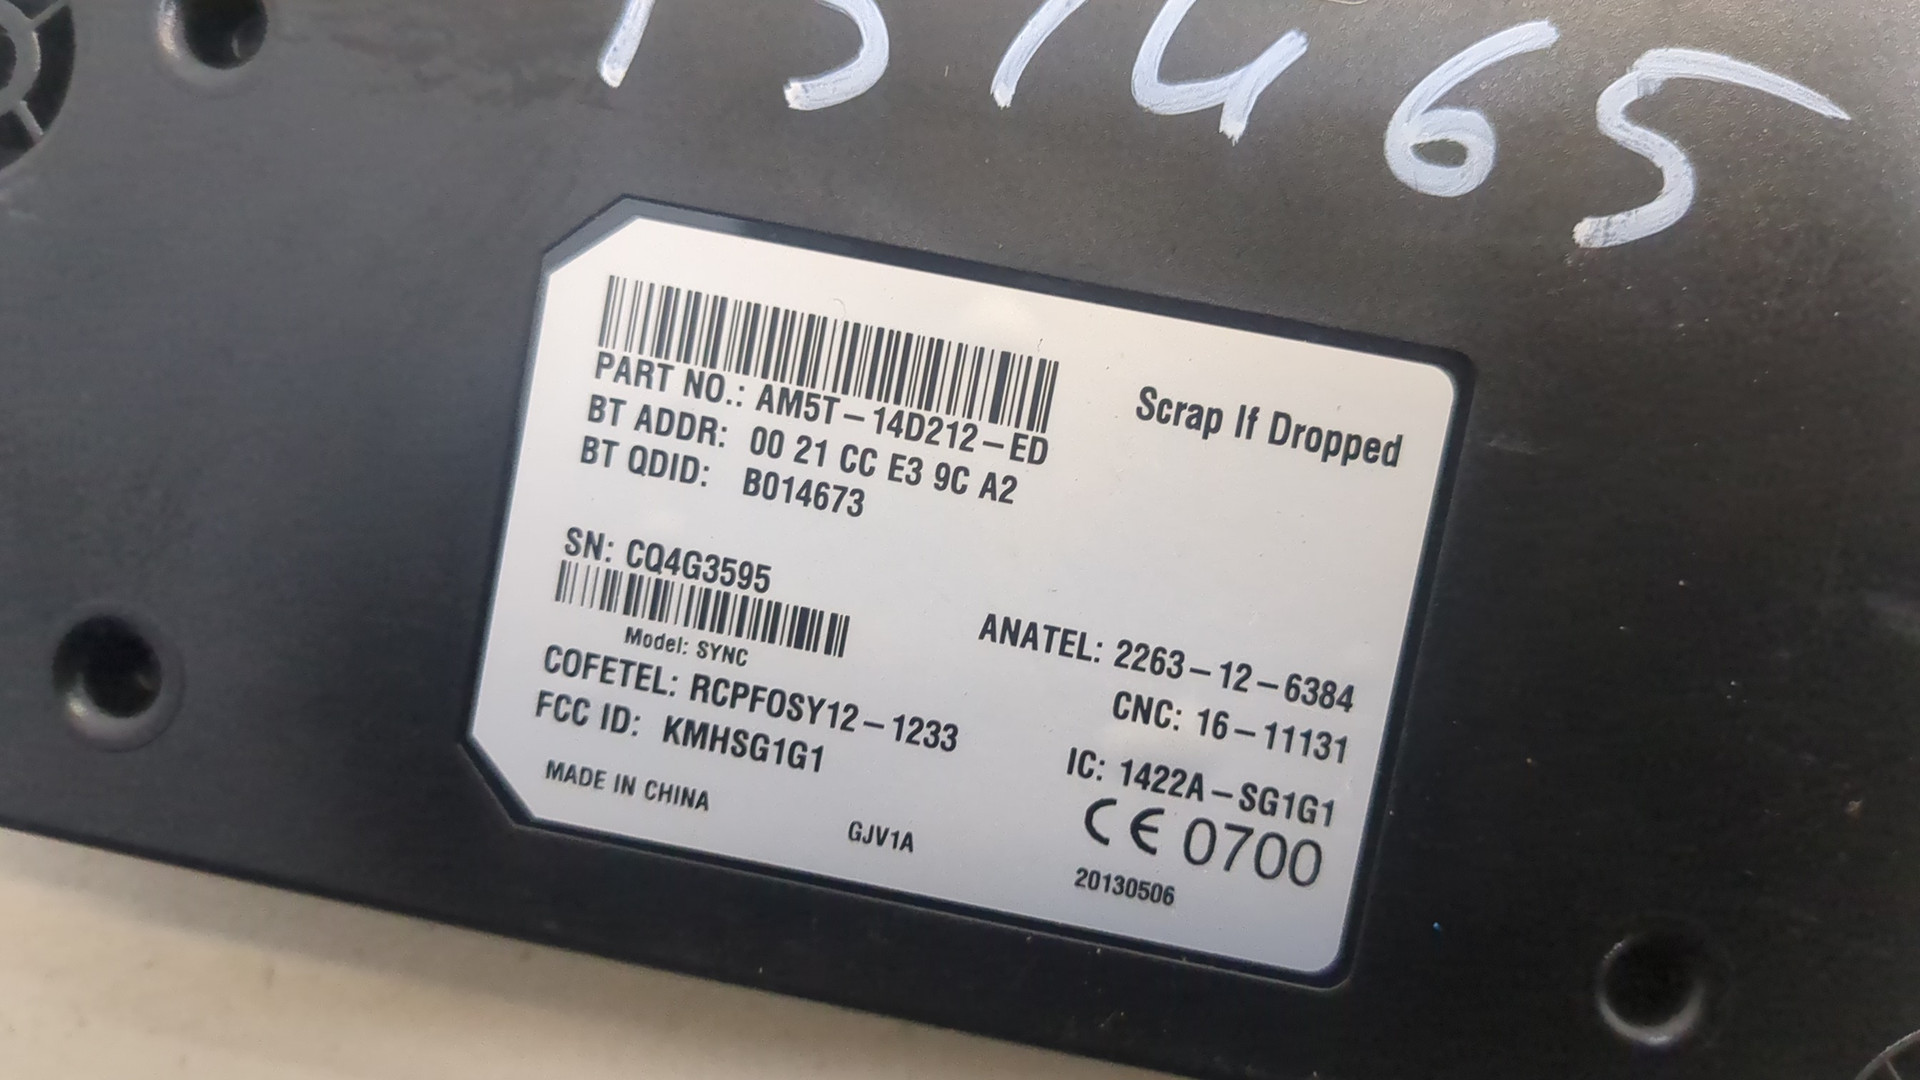 PART NO.: AM5T-14D212-ED
Scrap If Dropped
BT ADDR: 00 21 CC E3 9C A2
BT QDID: B014673
SN: CQ4G3595
Model: SYNC
COFETEL: RCPFOSY12-1233
FCC ID: KMHSG1G1
MADE IN CHINA
GJV1A
ANATEL: 2263-12-6384
CNC: 16-11131
IC: 1422A-SG1G1
CE 0700
20130506